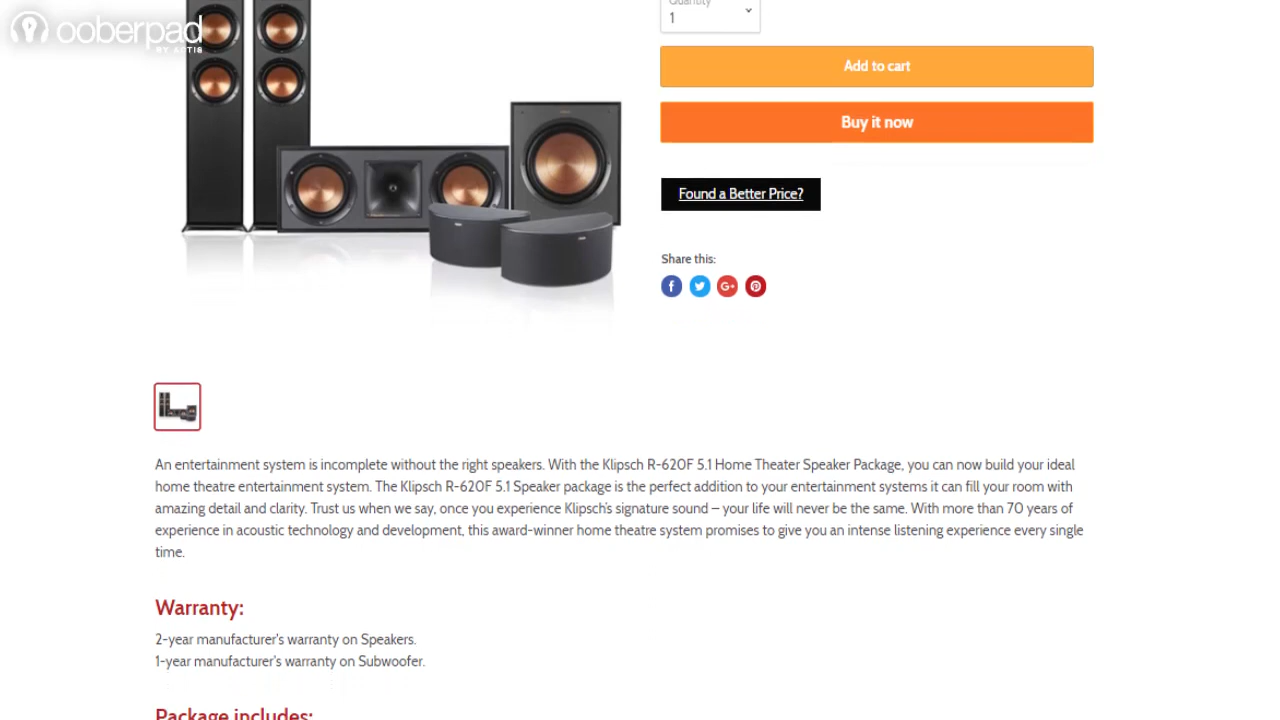 ooberpad
BY ACTIS
Quantity
1
Add to cart
Buy it now
Found a Better Price?
Share this:
An entertainment system is incomplete without the right speakers. With the Klipsch R-620F 5.1 Home Theater Speaker Package, you can now build your ideal
home theatre entertainment system. The Klipsch R-620F 5.1 Speaker package is the perfect addition to your entertainment systems it can fill your room with
amazing detail and clarity. Trust us when we say, once you experience Klipsch's signature sound – your life will never be the same. With more than 70 years of
experience in acoustic technology and development, this award-winner home theatre system promises to give you an intense listening experience every single
time.
Warranty:
2-year manufacturer's warranty on Speakers.
1-year manufacturer's warranty on Subwoofer.
Package includes: